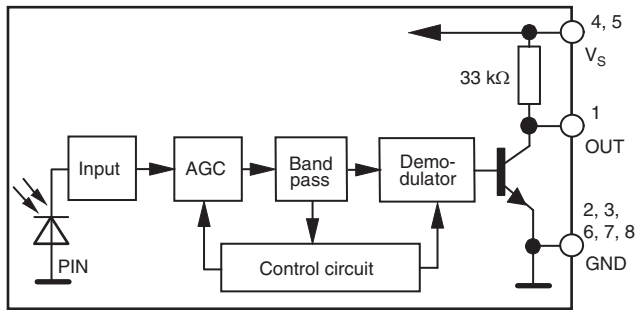 4, 5
V_S
33 kΩ
1
OUT
Input
AGC
Band
pass
Demo-
dulator
2, 3,
6, 7, 8
GND
PIN
Control circuit